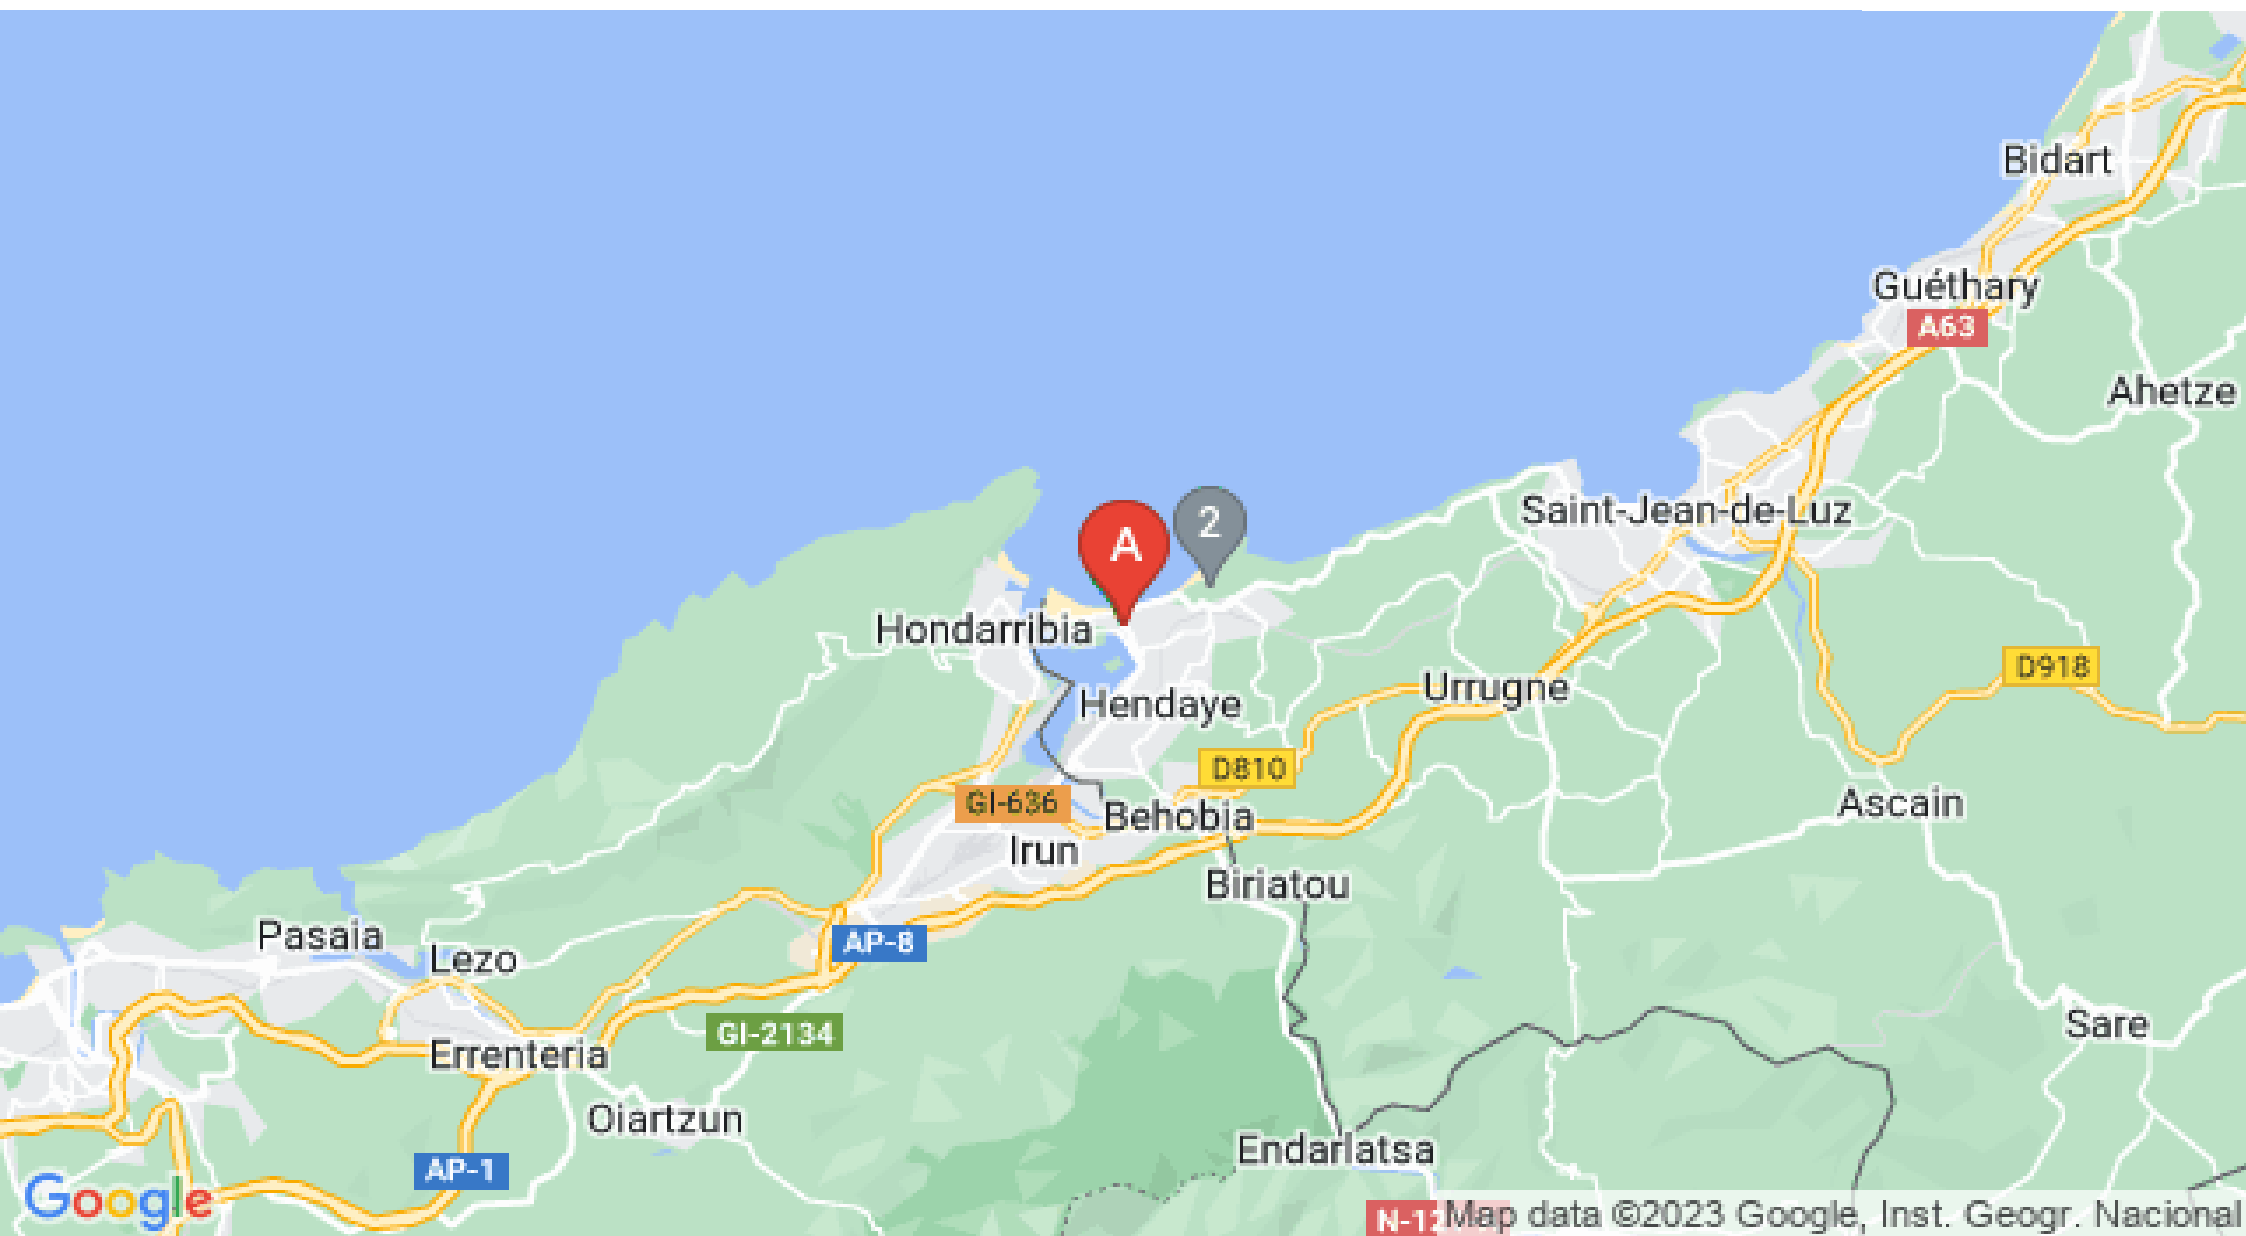 Bidart
Guéthary
A63
Ahetze
Saint-Jean-de-Luz
2
A
Hondarribia
D918
Urrugne
Hendaye
D810
GI-636
Ascain
Behobia
Irun
Biriatou
Pasaia
AP-8
Lezo
Sare
GI-2134
Errenteria
Oiartzun
Endarlatsa
AP-1
Google
Map data ©2023 Google, Inst. Geogr. Nacional